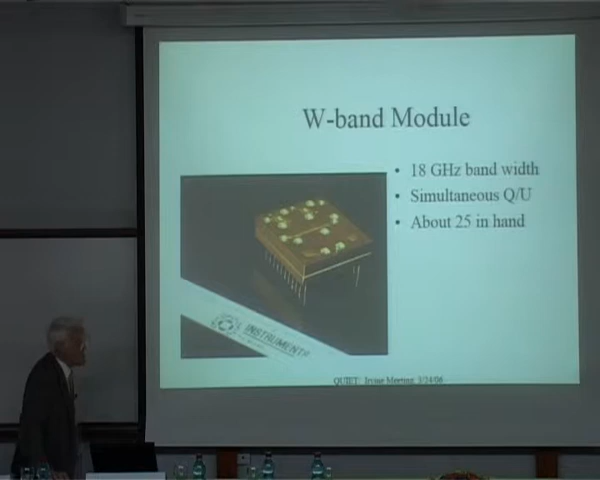 W-band Module
• 18 GHz band width
• Simultaneous Q/U
• About 25 in hand
INSTRUMENTS
QUIET: Irvine Meeting 3/24/06